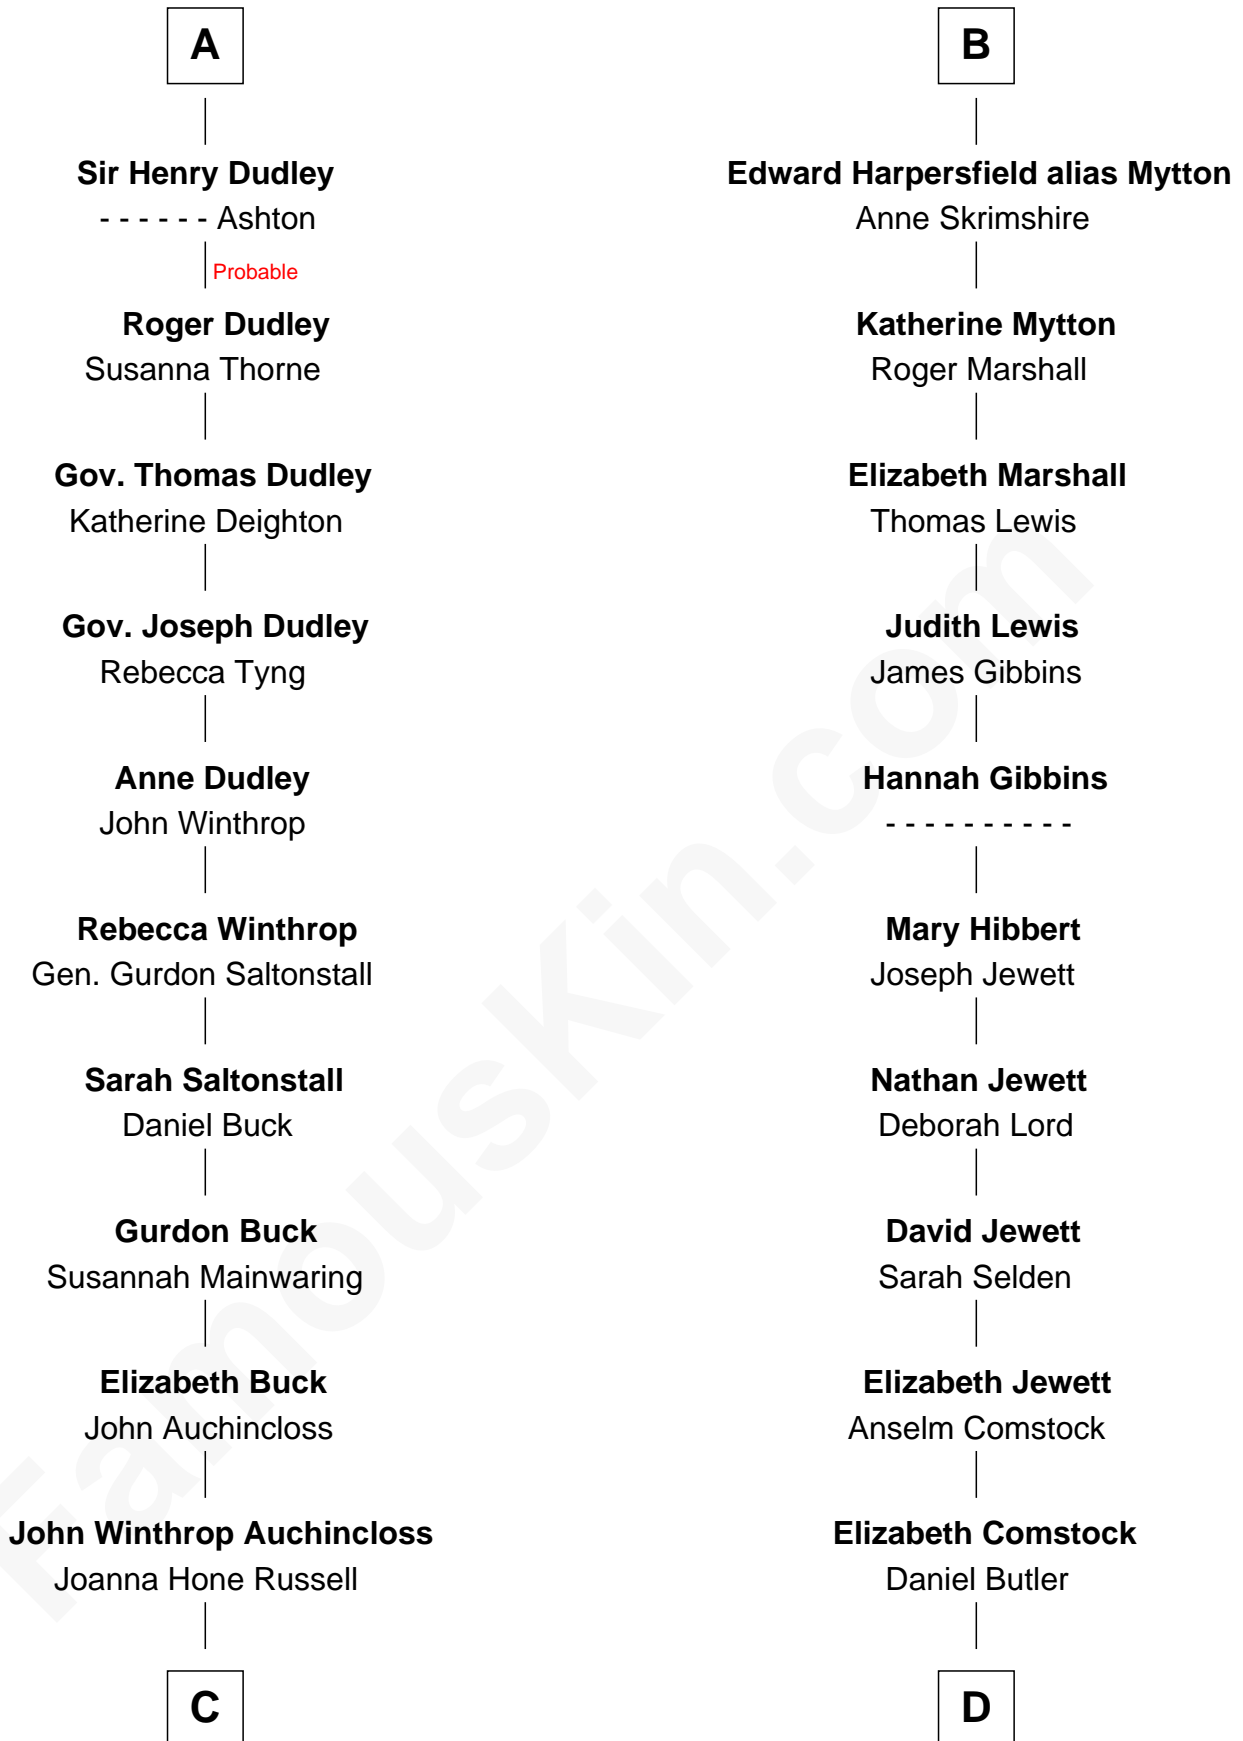 A
Sir Henry Dudley
- - - - - - Ashton
Probable
Roger Dudley
Susanna Thorne
Gov. Thomas Dudley
Katherine Deighton
Gov. Joseph Dudley
Rebecca Tyng
Anne Dudley
John Winthrop
Rebecca Winthrop
Gen. Gurdon Saltonstall
Sarah Saltonstall
Daniel Buck
Gurdon Buck
Susannah Mainwaring
Elizabeth Buck
John Auchincloss
John Winthrop Auchincloss
Joanna Hone Russell
C
B
Edward Harpersfield alias Mytton
Anne Skrimshire
Katherine Mytton
Roger Marshall
Elizabeth Marshall
Thomas Lewis
Judith Lewis
James Gibbins
Hannah Gibbins
- - - - - - - - - -
Mary Hibbert
Joseph Jewett
Nathan Jewett
Deborah Lord
David Jewett
Sarah Selden
Elizabeth Jewett
Anselm Comstock
Elizabeth Comstock
Daniel Butler
D
FamousKin.com